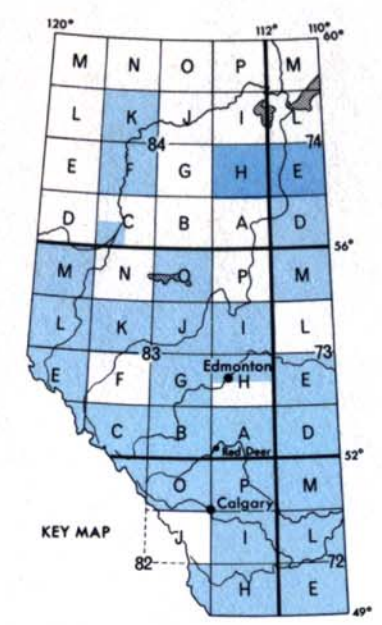 120° 112° 110°
60°
M N O P M
L K J I L
84 74
E F G H E
D C B A D
56°
M N O P M
L K J I L
83 73
Edmonton
E F G H E
C B A D
Red Deer
52°
O P M
Calgary
KEY MAP
J I L
82 72
H E
49°